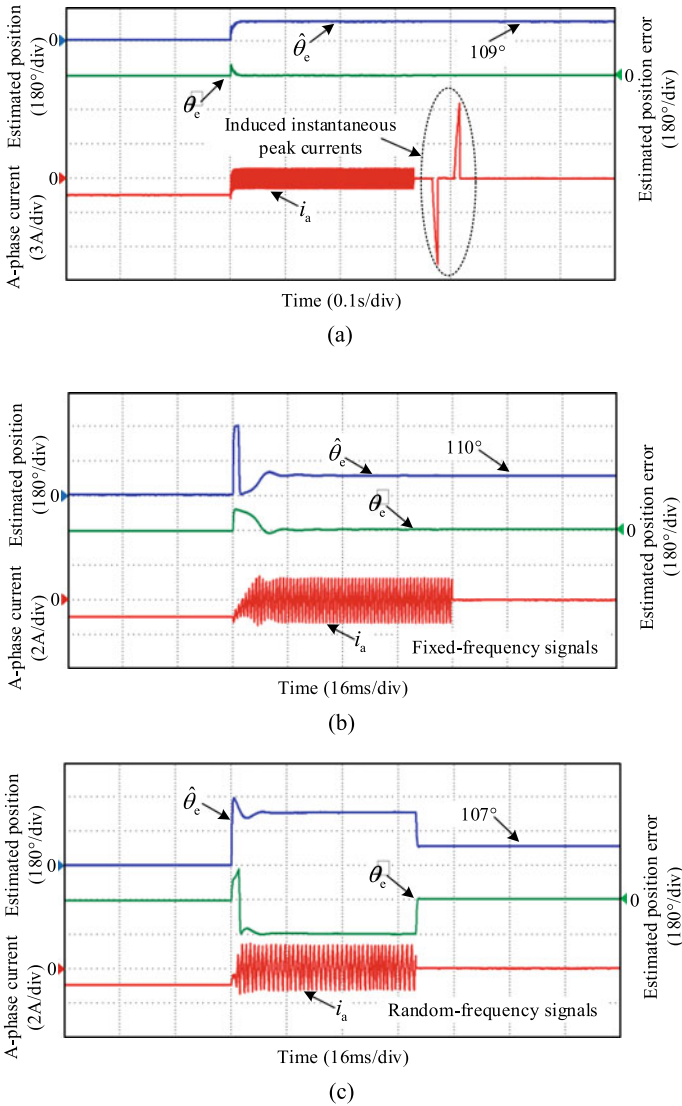 Estimated position
(180°/div)
A-phase current
(3A/div)
0
0
0
θ̂e
109°
θe
Induced instantaneous
peak currents
ia
Estimated position error
(180°/div)
Time (0.1s/div)
(a)
Estimated position
(180°/div)
A-phase current
(2A/div)
0
0
0
θ̂e
110°
θe
ia
Fixed-frequency signals
Estimated position error
(180°/div)
Time (16ms/div)
(b)
Estimated position
(180°/div)
A-phase current
(2A/div)
0
0
0
θ̂e
107°
θe
ia
Random-frequency signals
Estimated position error
(180°/div)
Time (16ms/div)
(c)